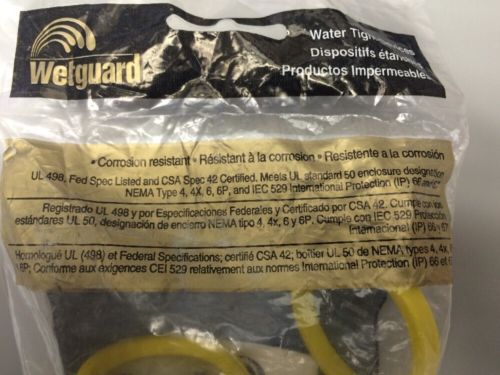 Wetguard
Water Tight
Dispositifs
Productos Impermeables
• Corrosion resistant • Résistant à la corrosion • Resistente a la corrosión
UL 498, Fed Spec Listed and CSA Spec 42 Certified. Meets UL standard 50 enclosure designation
NEMA Type 4, 4X, 6, 6P, and IEC 529 International Protection (IP) 66
Registrado UL 498 y por Especificaciones Federales y Certificado por CSA 42. Cumple con los
estándares UL 50, designación de encierro NEMA tipo 4, 4X, 6 y 6P. Cumple con IEC 529 Protección
Internacional (IP) 66 y 67
Homologué UL (498) et Federal Specifications; certifié CSA 42; boîtier UL 50 de NEMA types 4, 4X,
6P; Conforme aux éxigences CEI 529 relativement aux normes International Protection (IP) 66 et